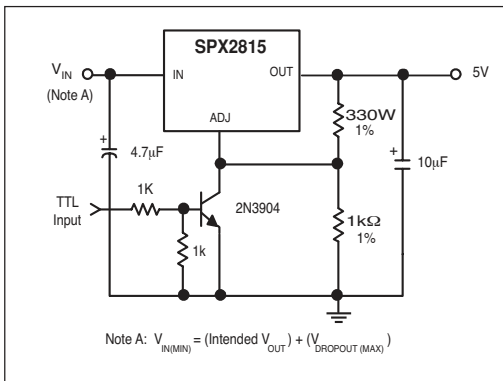 SPX2815
V_IN
IN
OUT
5V
(Note A)
ADJ
330W
1%
4.7µF
10µF
1K
TTL
Input
2N3904
1kΩ
1%
1k
Note A: V_IN(MIN) = (Intended V_OUT) + (V_DROPOUT (MAX))